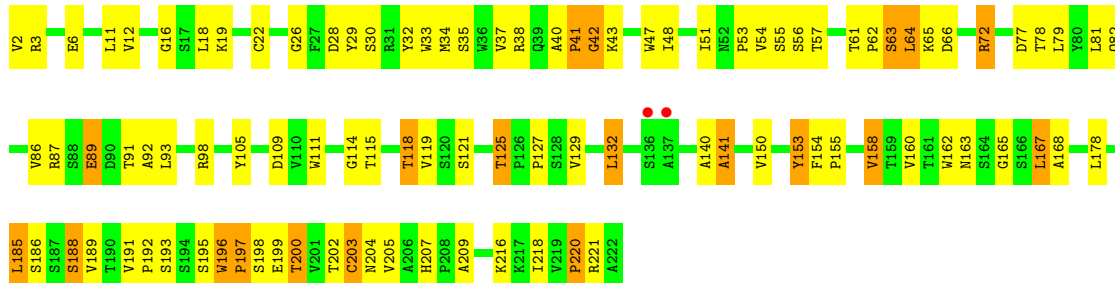 V2 R3 E6 L11 V12 G16 S17 L18 K19 C22 G26 F27 D28 Y29 S30 R31 Y32 W33 M34 S35 W36 V37 R38 Q39 A40 P41 G42 K43 W47 I48 I51 N52 P53 V54 S55 S56 T57 T61 P62 S63 L64 K65 D66 R72 D77 T78 L79 Y80 L81
V86 R87 S88 E89 D90 T91 A92 L93 R98 Y105 D109 V110 W111 G114 T115 T118 V119 S120 S121 T125 P126 P127 S128 V129 L132 S136 A137 A140 A141 V150 Y153 F154 P155 V158 T159 V160 T161 W162 N163 S164 G165 S166 L167 A168 L178
L185 S186 S187 S188 V189 T190 V191 P192 S193 S194 S195 W196 P197 S198 E199 T200 V201 T202 C203 N204 V205 A206 H207 P208 A209 K216 K217 I218 V219 P220 R221 A222